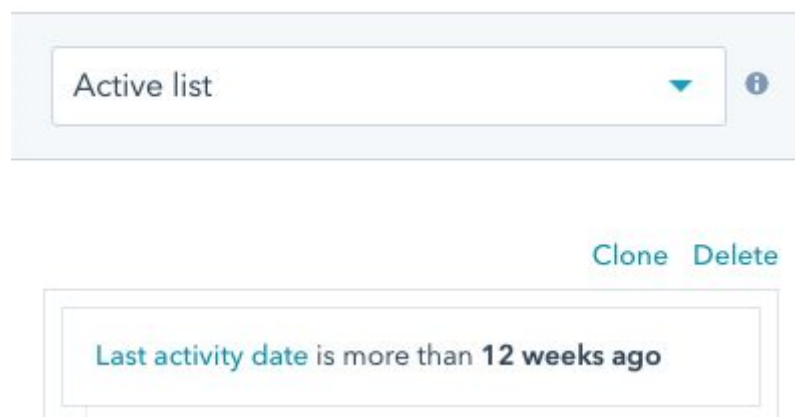 Active list
Clone Delete
Last activity date is more than 12 weeks ago